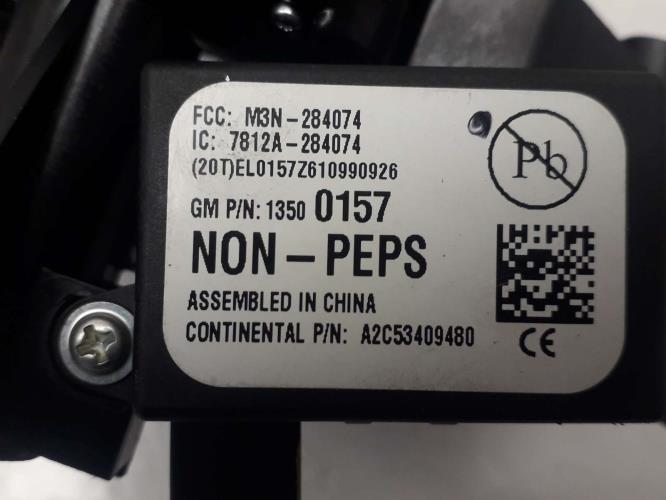 FCC: M3N-284074
IC: 7812A-284074
(20T)EL0157Z610990926
Pb
GM P/N: 1350 0157
NON-PEPS
ASSEMBLED IN CHINA
CONTINENTAL P/N: A2C53409480
CE